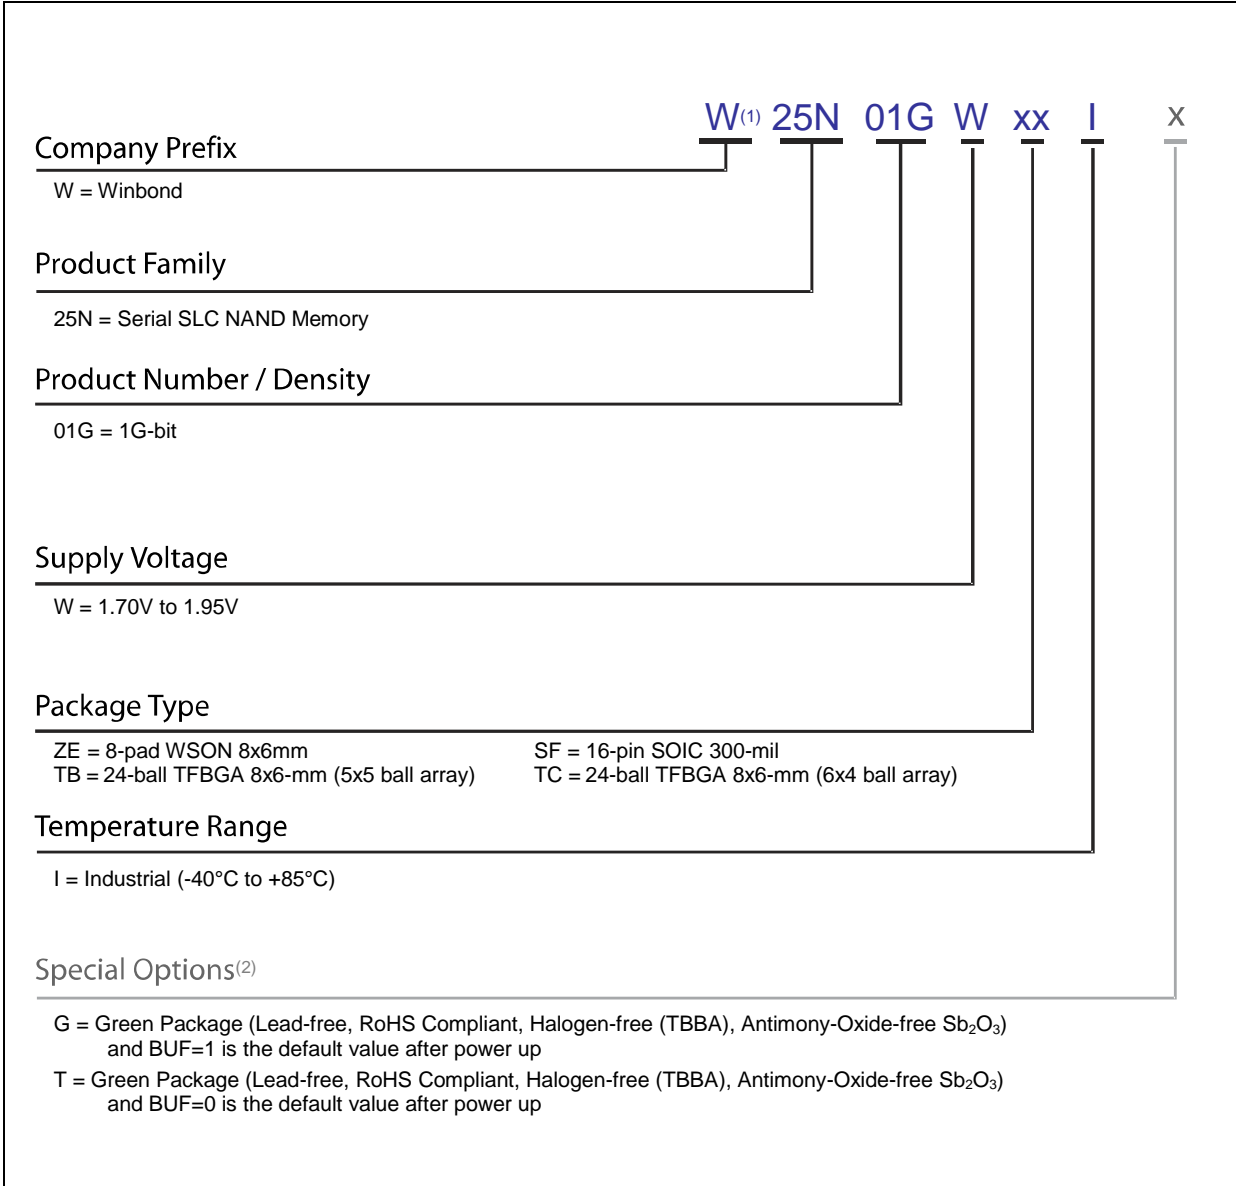 W(1) 25N 01G W xx I x
Company Prefix
W = Winbond
Product Family
25N = Serial SLC NAND Memory
Product Number / Density
01G = 1G-bit
Supply Voltage
W = 1.70V to 1.95V
Package Type
ZE = 8-pad WSON 8x6mm SF = 16-pin SOIC 300-mil
TB = 24-ball TFBGA 8x6-mm (5x5 ball array) TC = 24-ball TFBGA 8x6-mm (6x4 ball array)
Temperature Range
I = Industrial (-40°C to +85°C)
Special Options(2)
G = Green Package (Lead-free, RoHS Compliant, Halogen-free (TBBA), Antimony-Oxide-free Sb₂O₃)
and BUF=1 is the default value after power up
T = Green Package (Lead-free, RoHS Compliant, Halogen-free (TBBA), Antimony-Oxide-free Sb₂O₃)
and BUF=0 is the default value after power up